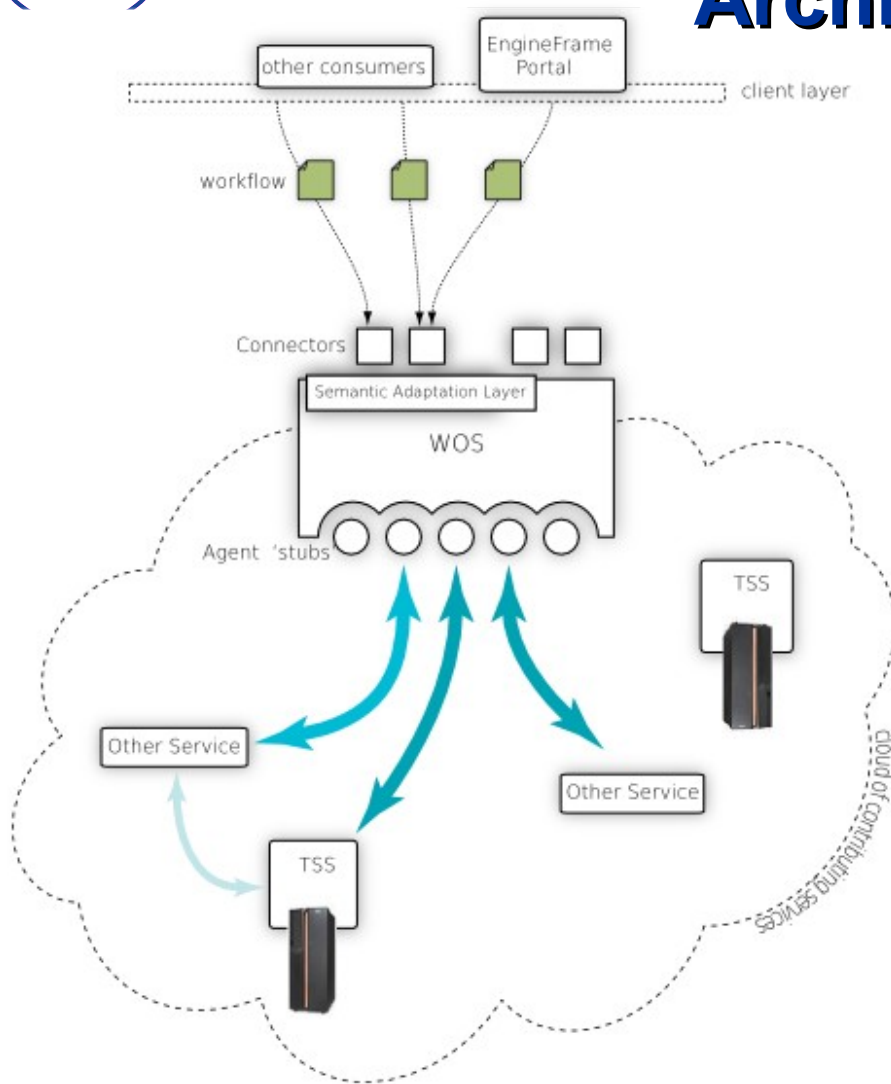 Archi
EngineFrame
Portal
other consumers
client layer
workflow
Connectors
Semantic Adaptation Layer
WOS
Agent 'stubs'
TSS
Other Service
Other Service
TSS
cloud of contributing services